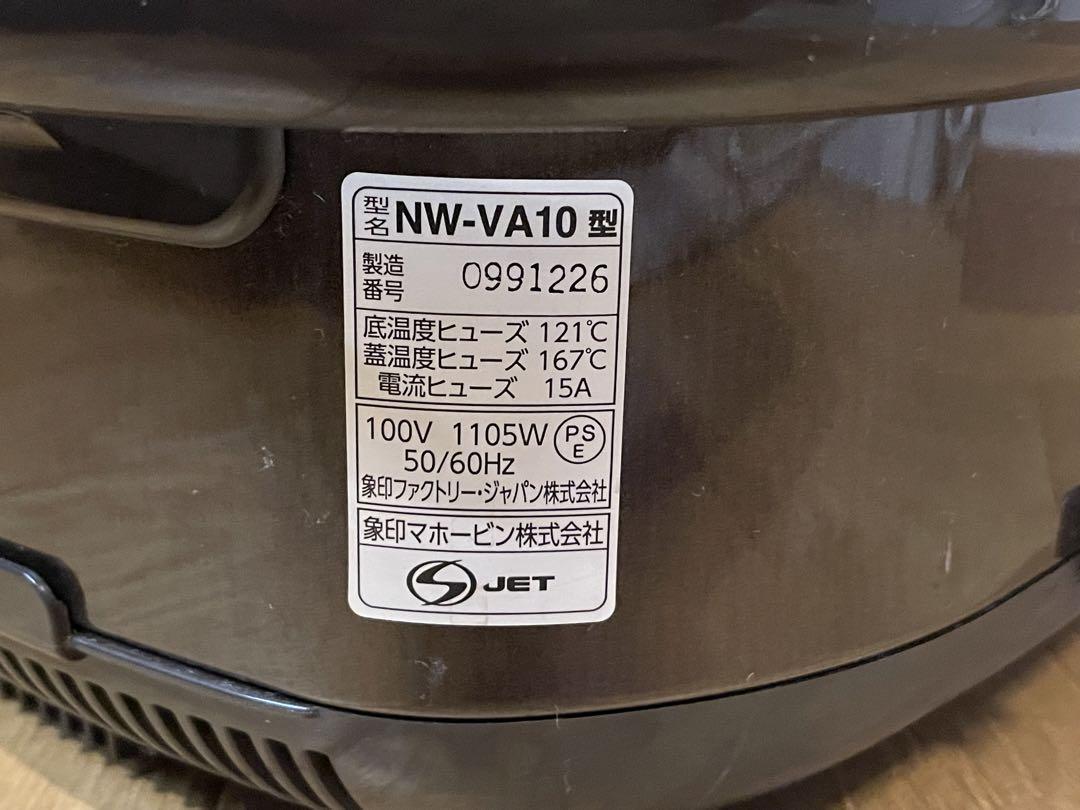 型名 NW-VA10 型
製造番号 0991226
底温度ヒューズ 121℃
蓋温度ヒューズ 167℃
電流ヒューズ 15A
100V 1105W PSE
50/60Hz
象印ファクトリー・ジャパン株式会社
象印マホービン株式会社
S JET